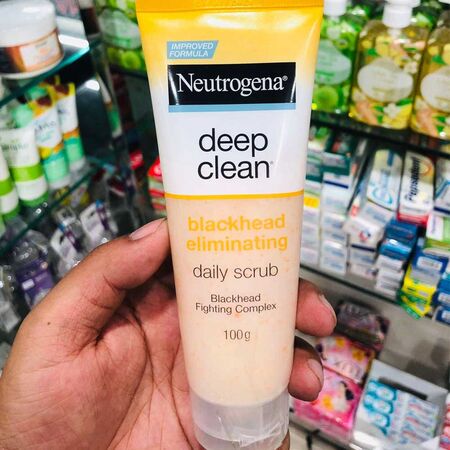 IMPROVED
FORMULA
Neutrogena®
deep
clean®
blackhead
eliminating
daily scrub
Blackhead
Fighting Complex
100g